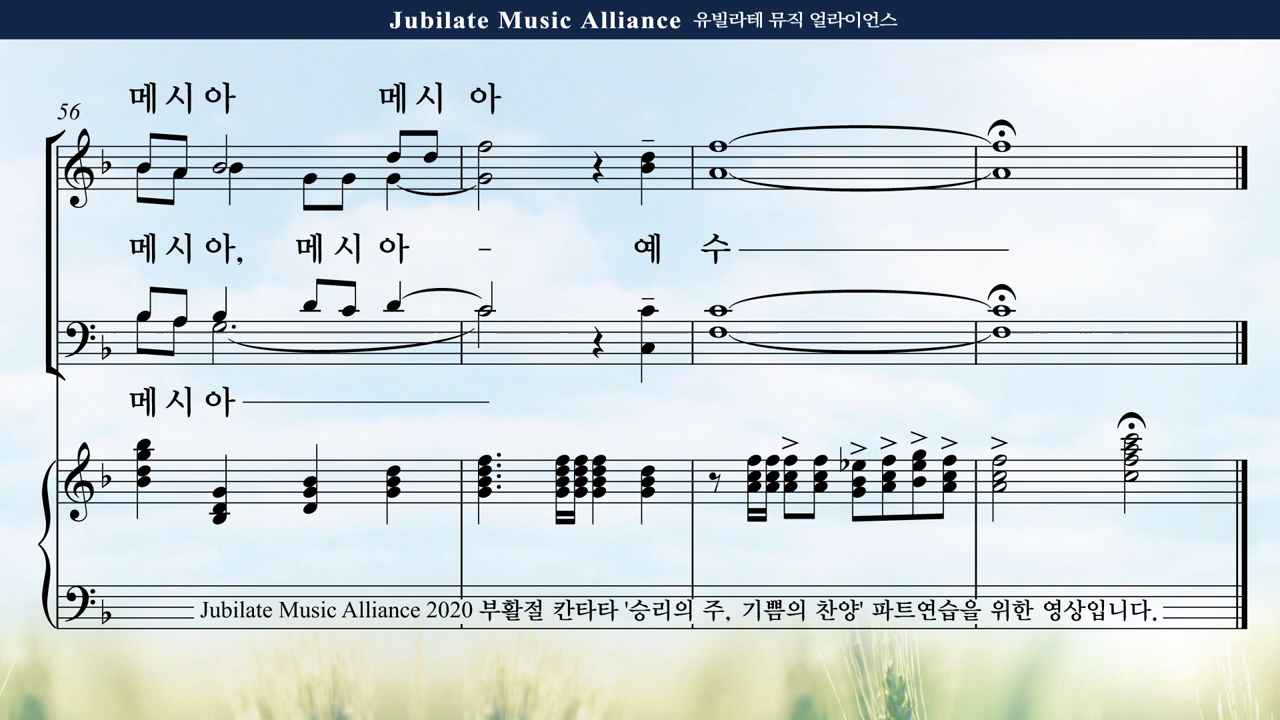 Jubilate Music Alliance 유빌라테 뮤직 얼라이언스
메시아 메시 아
56
메시아, 메시아 - 예 수
메시아
Jubilate Music Alliance 2020 부활절 칸타타 '승리의 주, 기쁨의 찬양' 파트연습을 위한 영상입니다.